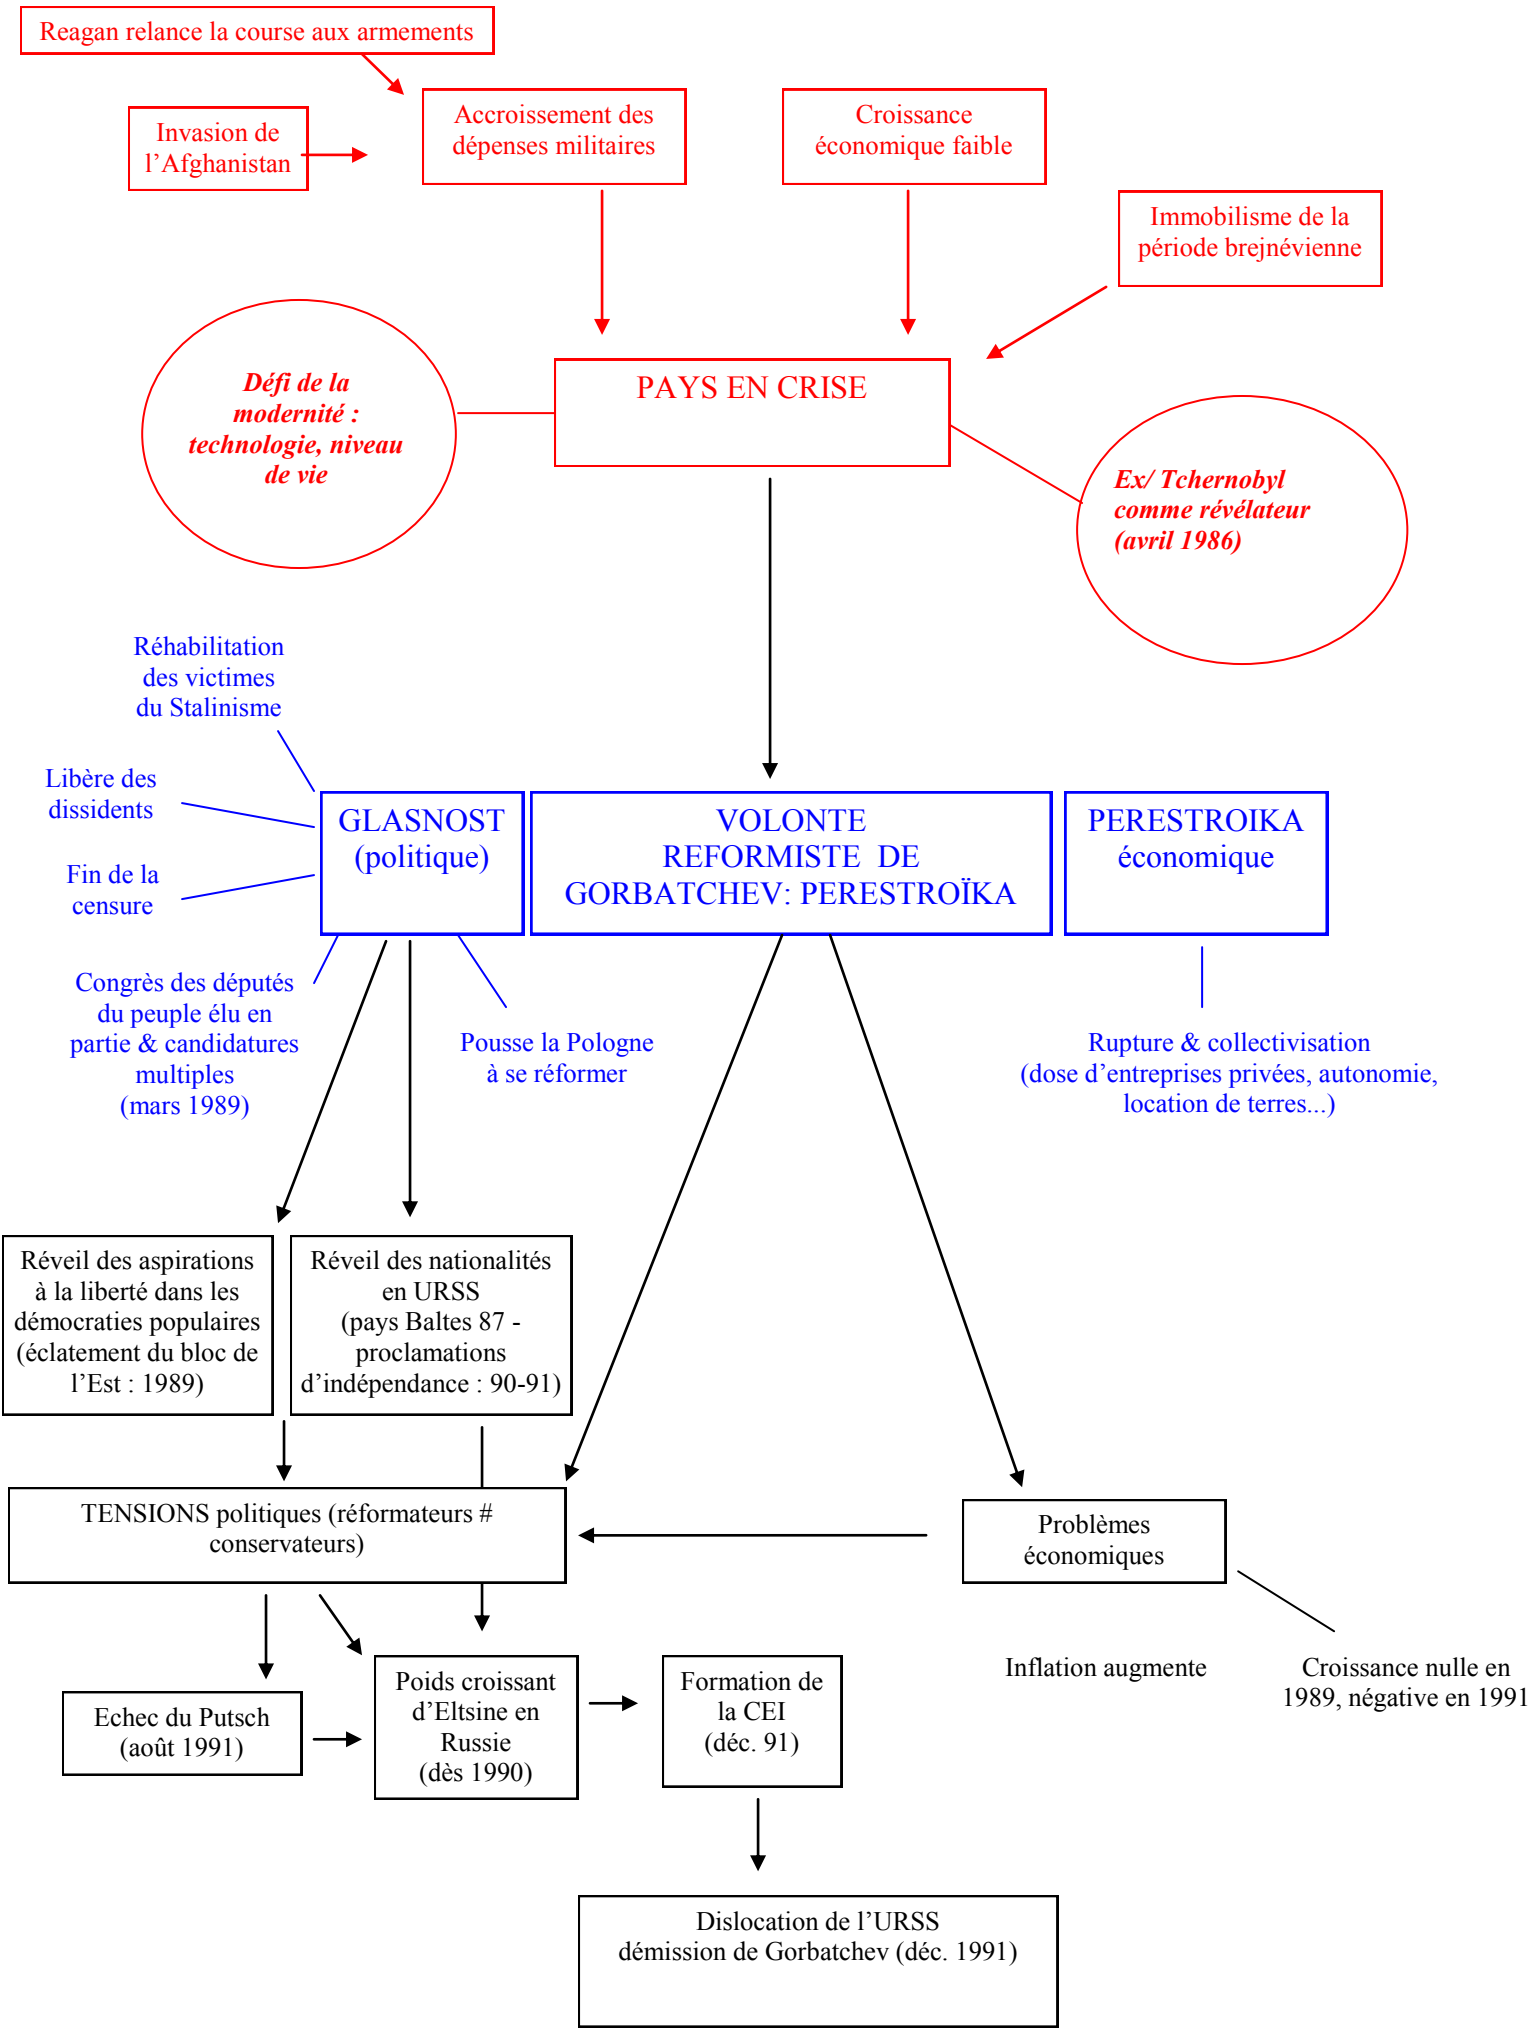 Reagan relance la course aux armements
Invasion de
l’Afghanistan
Accroissement des
dépenses militaires
Croissance
économique faible
Immobilisme de la
période brejnévienne
PAYS EN CRISE
Défi de la
modernité :
technologie, niveau
de vie
Ex/ Tchernobyl
comme révélateur
(avril 1986)
Réhabilitation
des victimes
du Stalinisme
Libère des
dissidents
Fin de la
censure
GLASNOST
(politique)
VOLONTE
REFORMISTE  DE
GORBATCHEV: PERESTROÏKA
PERESTROIKA
économique
Congrès des députés
du peuple élu en
partie & candidatures
multiples
(mars 1989)
Pousse la Pologne
à se réformer
Rupture & collectivisation
(dose d’entreprises privées, autonomie,
location de terres...)
Réveil des aspirations
à la liberté dans les
démocraties populaires
(éclatement du bloc de
l’Est : 1989)
Réveil des nationalités
en URSS
(pays Baltes 87 -
proclamations
d’indépendance : 90-91)
TENSIONS politiques (réformateurs #
conservateurs)
Problèmes
économiques
Inflation augmente
Croissance nulle en
1989, négative en 1991
Echec du Putsch
(août 1991)
Poids croissant
d’Eltsine en
Russie
(dès 1990)
Formation de
la CEI
(déc. 91)
Dislocation de l’URSS
démission de Gorbatchev (déc. 1991)